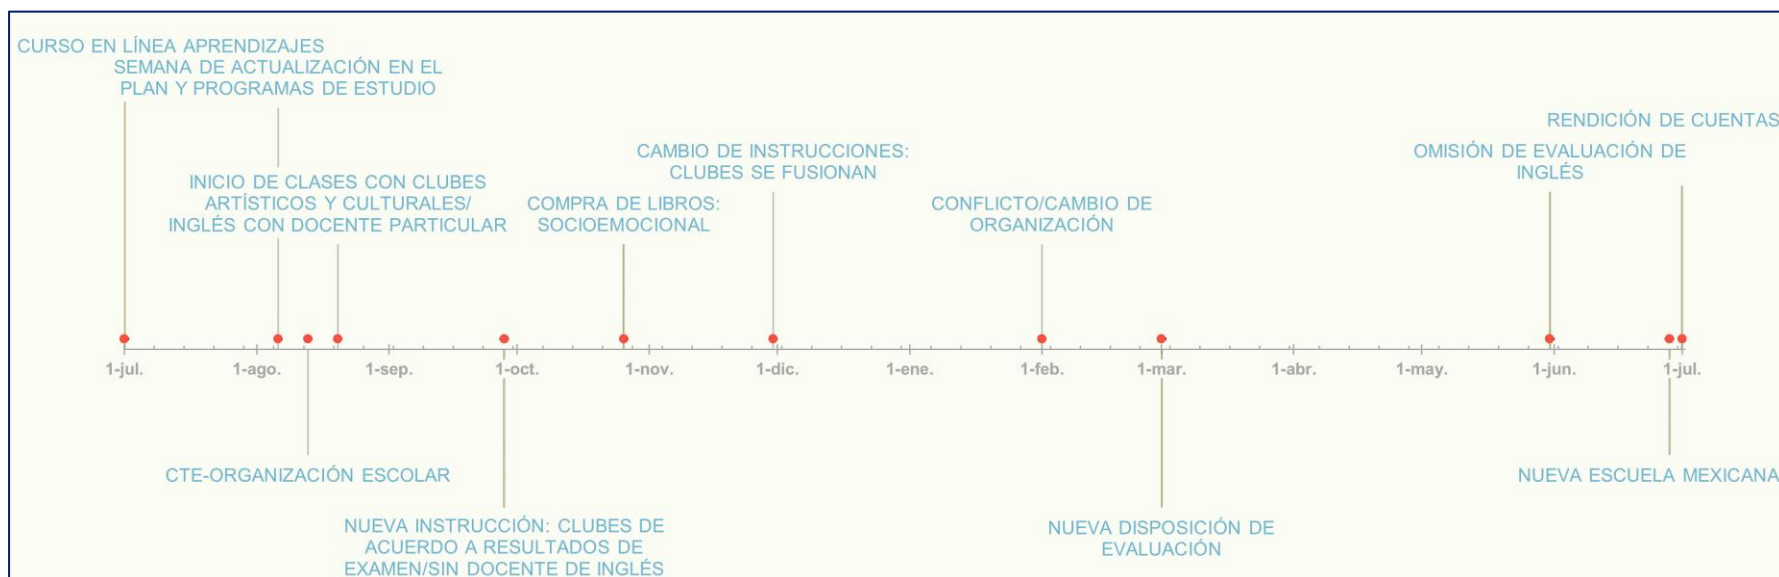 CURSO EN LÍNEA APRENDIZAJES
SEMANA DE ACTUALIZACIÓN EN EL
PLAN Y PROGRAMAS DE ESTUDIO
INICIO DE CLASES CON CLUBES
ARTÍSTICOS Y CULTURALES/
INGLÉS CON DOCENTE PARTICULAR
COMPRA DE LIBROS:
SOCIOEMOCIONAL
CAMBIO DE INSTRUCCIONES:
CLUBES SE FUSIONAN
CONFLICTO/CAMBIO DE
ORGANIZACIÓN
RENDICIÓN DE CUENTAS
OMISIÓN DE EVALUACIÓN DE
INGLÉS
1-jul.
1-ago.
1-sep.
1-oct.
1-nov.
1-dic.
1-ene.
1-feb.
1-mar.
1-abr.
1-may.
1-jun.
1-jul.
CTE-ORGANIZACIÓN ESCOLAR
NUEVA INSTRUCCIÓN: CLUBES DE
ACUERDO A RESULTADOS DE
EXAMEN/SIN DOCENTE DE INGLÉS
NUEVA DISPOSICIÓN DE
EVALUACIÓN
NUEVA ESCUELA MEXICANA